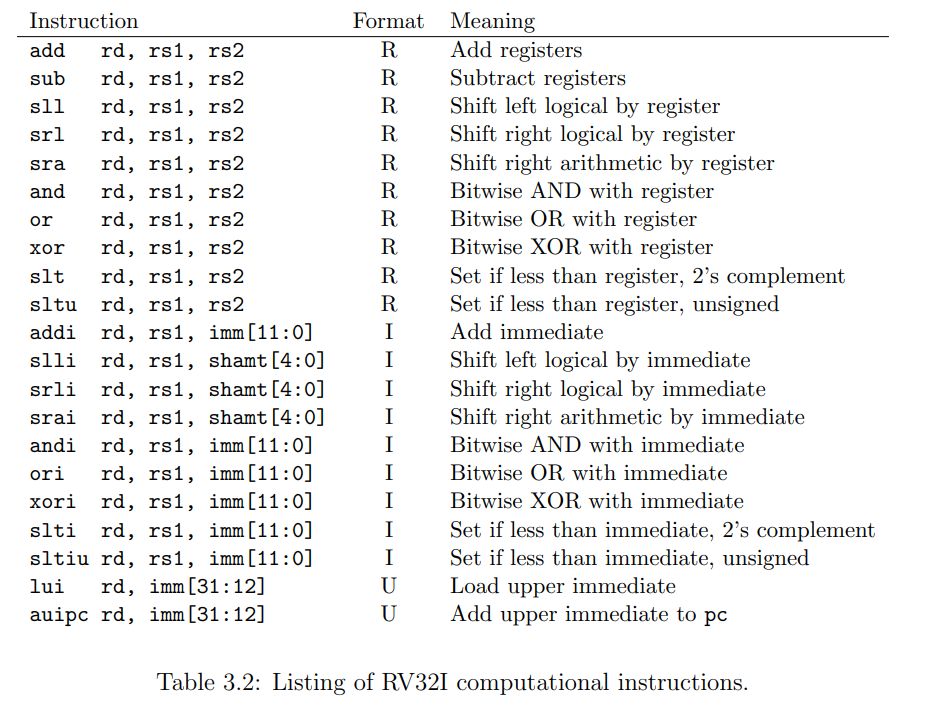 Instruction Format Meaning
add rd, rs1, rs2 R Add registers
sub rd, rs1, rs2 R Subtract registers
sll rd, rs1, rs2 R Shift left logical by register
srl rd, rs1, rs2 R Shift right logical by register
sra rd, rs1, rs2 R Shift right arithmetic by register
and rd, rs1, rs2 R Bitwise AND with register
or rd, rs1, rs2 R Bitwise OR with register
xor rd, rs1, rs2 R Bitwise XOR with register
slt rd, rs1, rs2 R Set if less than register, 2's complement
sltu rd, rs1, rs2 R Set if less than register, unsigned
addi rd, rs1, imm[11:0] I Add immediate
slli rd, rs1, shamt[4:0] I Shift left logical by immediate
srli rd, rs1, shamt[4:0] I Shift right logical by immediate
srai rd, rs1, shamt[4:0] I Shift right arithmetic by immediate
andi rd, rs1, imm[11:0] I Bitwise AND with immediate
ori rd, rs1, imm[11:0] I Bitwise OR with immediate
xori rd, rs1, imm[11:0] I Bitwise XOR with immediate
slti rd, rs1, imm[11:0] I Set if less than immediate, 2's complement
sltiu rd, rs1, imm[11:0] I Set if less than immediate, unsigned
lui rd, imm[31:12] U Load upper immediate
auipc rd, imm[31:12] U Add upper immediate to pc
Table 3.2: Listing of RV32I computational instructions.